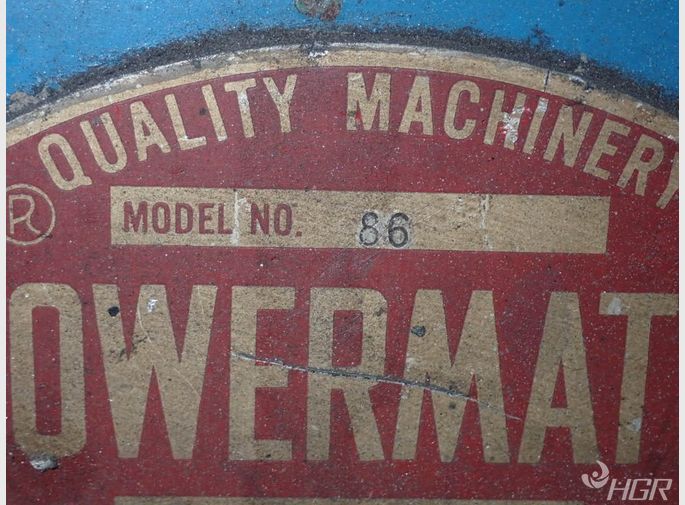 QUALITY MACHINERY
®
MODEL NO. 86
OWERMAT
HGR